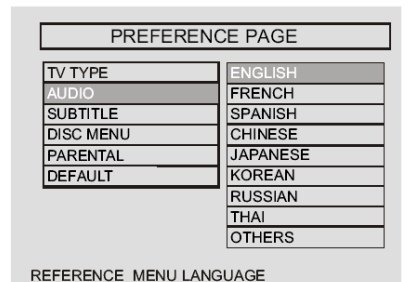 PREFERENCE PAGE
TV TYPE
AUDIO
SUBTITLE
DISC MENU
PARENTAL
DEFAULT
ENGLISH
FRENCH
SPANISH
CHINESE
JAPANESE
KOREAN
RUSSIAN
THAI
OTHERS
REFERENCE MENU LANGUAGE